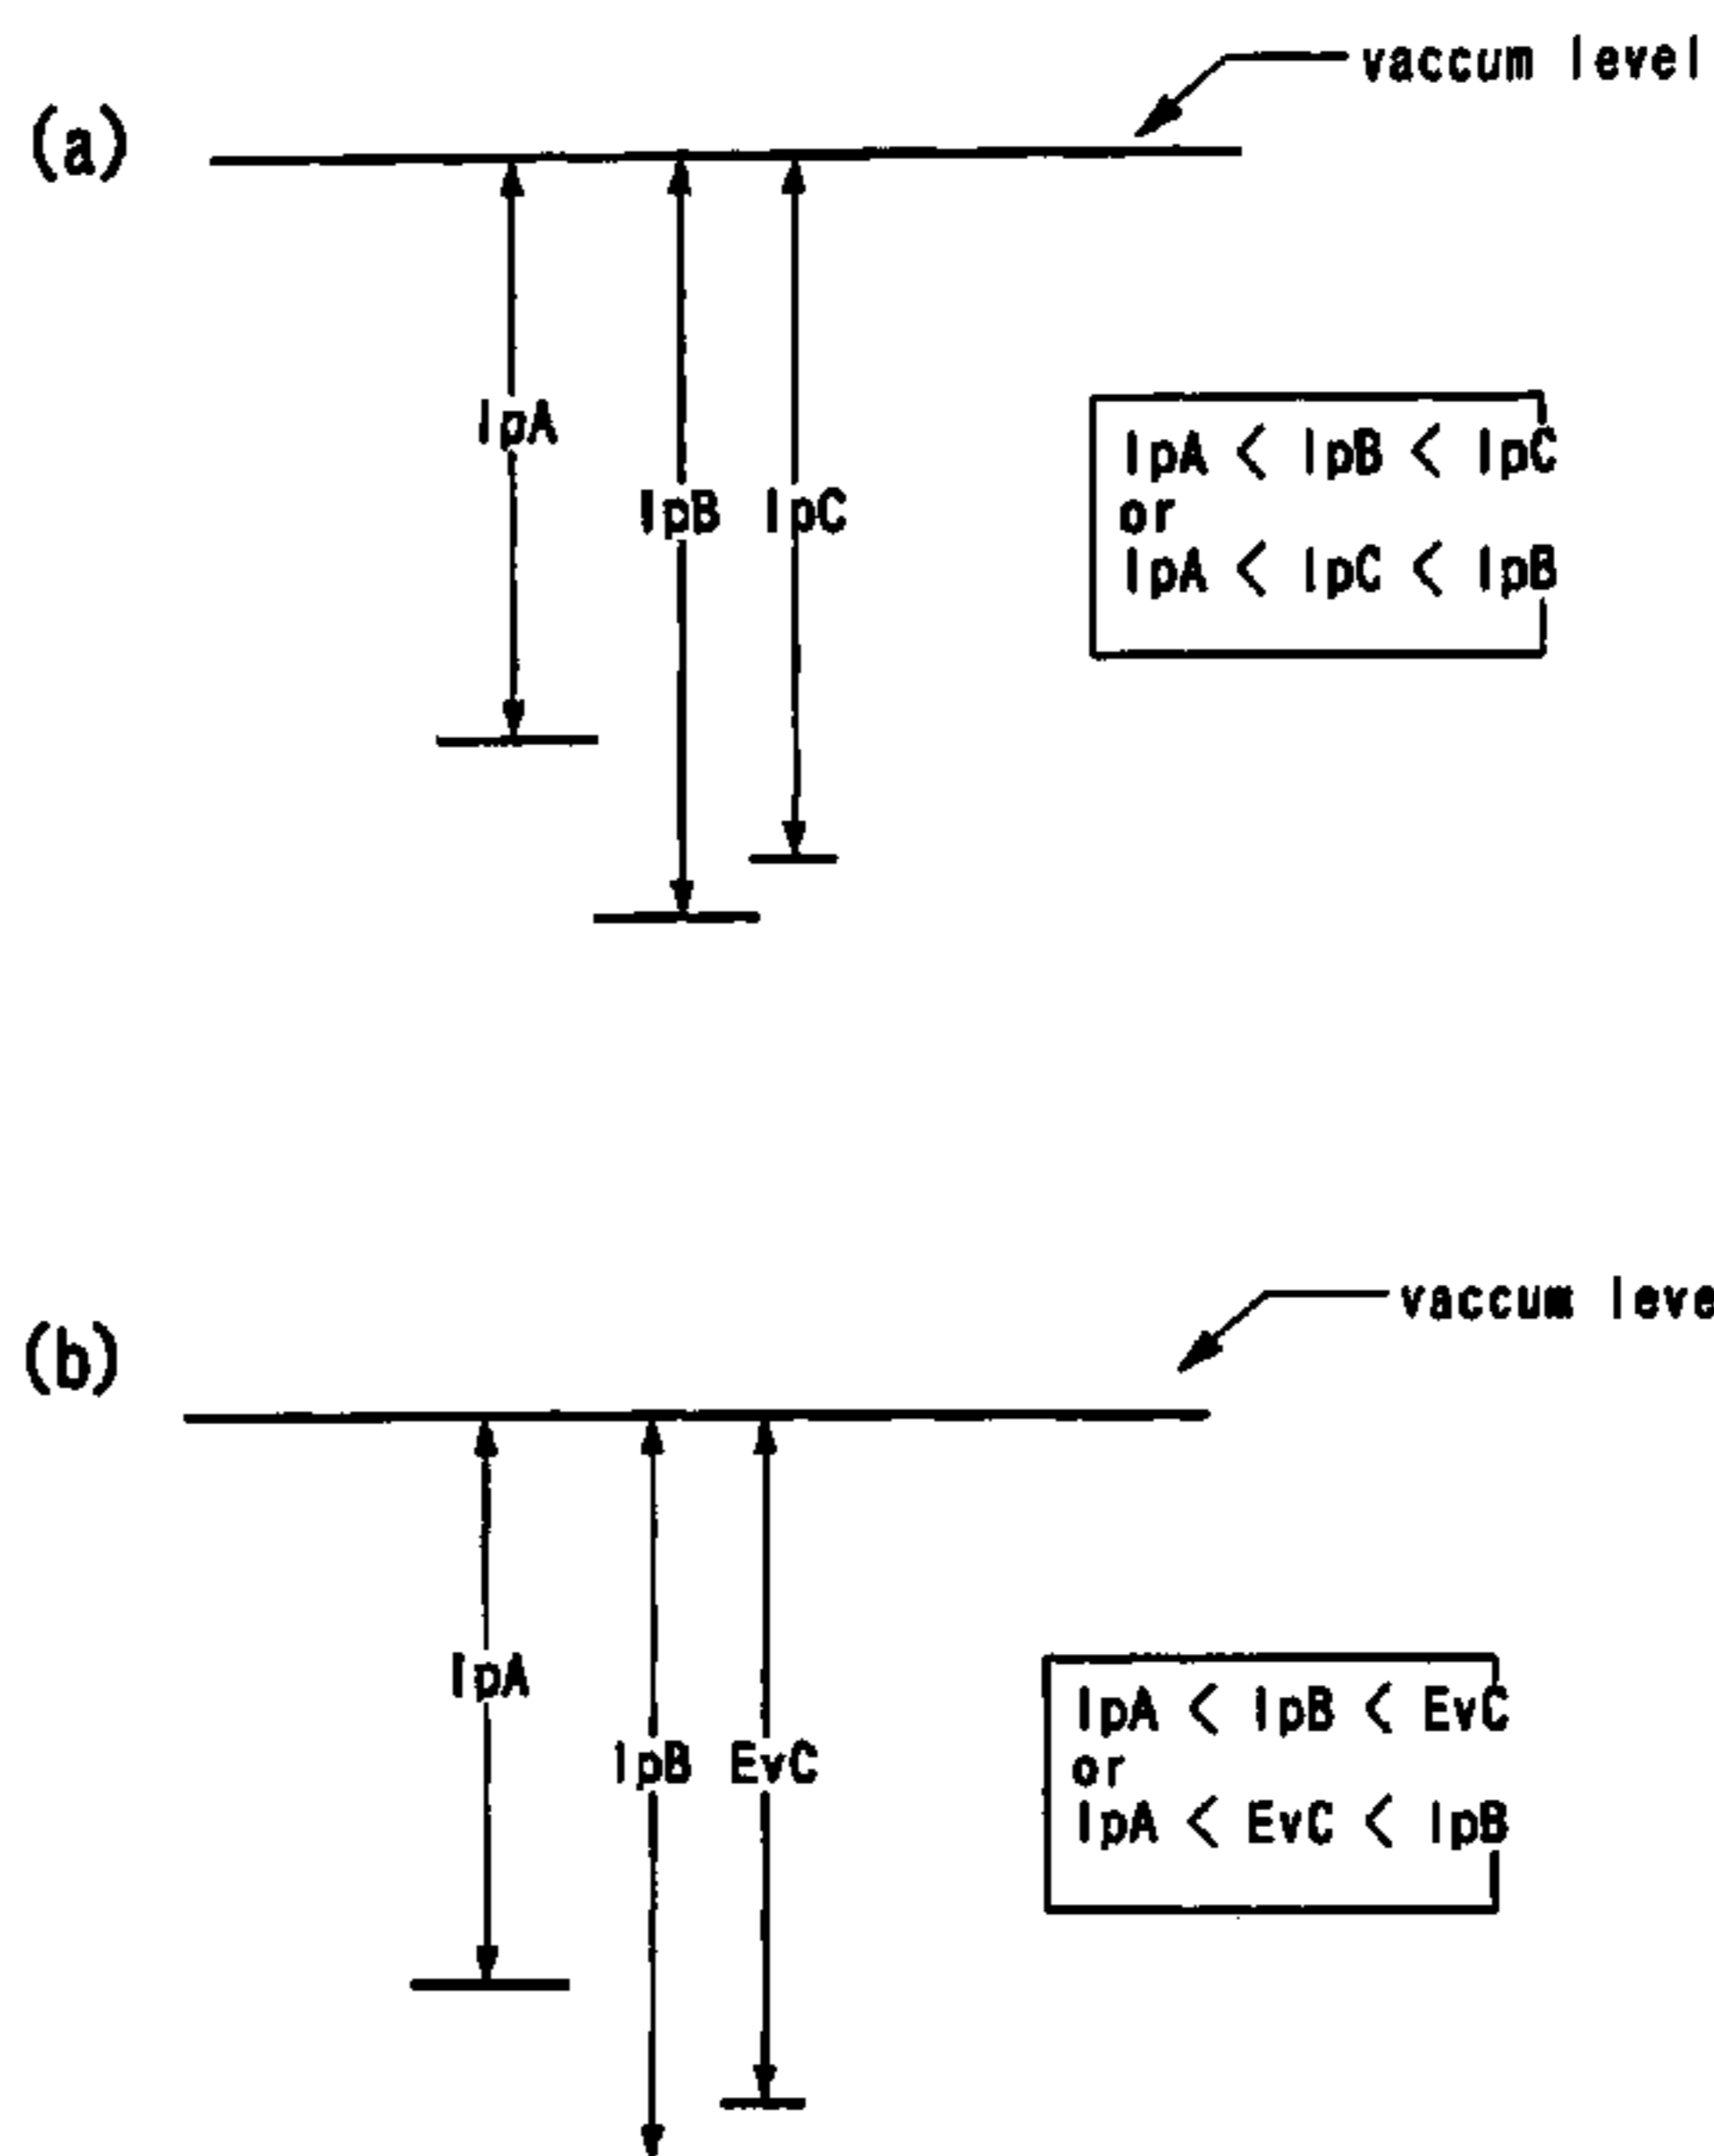 vaccum level
(a)
IpA
IpB IpC
IpA < IpB < IpC
or
IpA < IpC < IpB
vaccum leve
(b)
IpA
IpB EvC
IpA < IpB < EvC
or
IpA < EvC < IpB